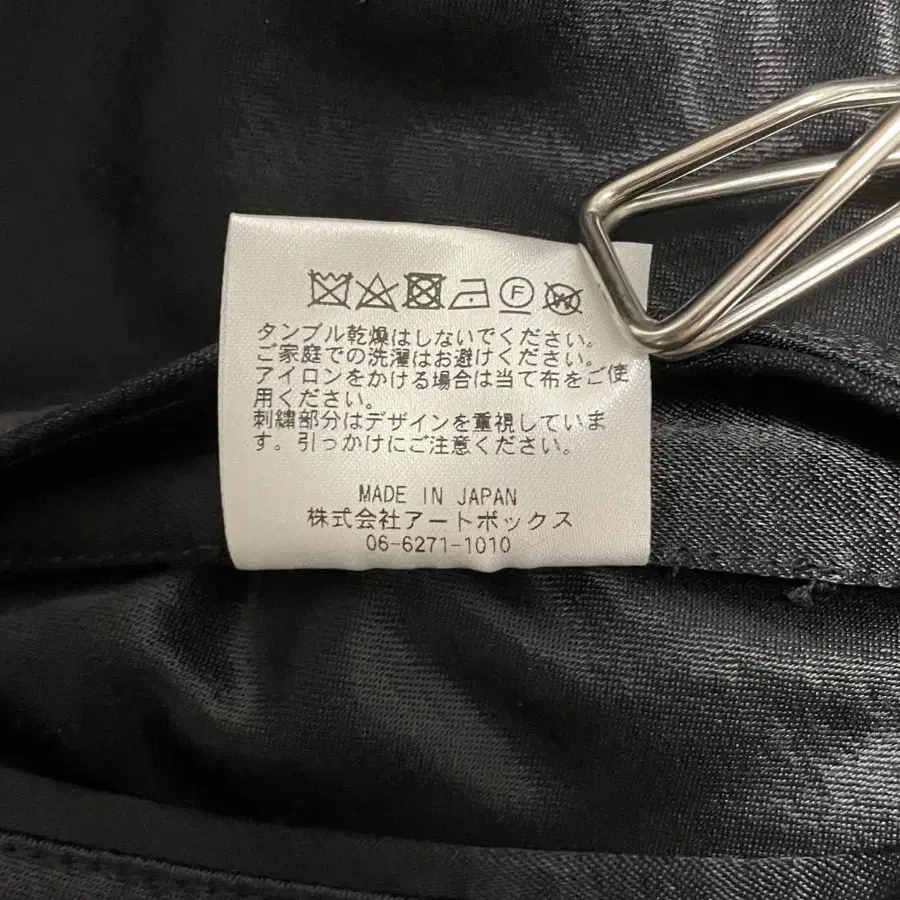 F W
タンブル乾燥はしないでください。
ご家庭での洗濯はお避けください。
アイロンをかける場合は当て布をご使
用ください。
刺繍部分はデザインを重視していま
す。引っかけにご注意ください。
MADE IN JAPAN
株式会社アートボックス
06-6271-1010